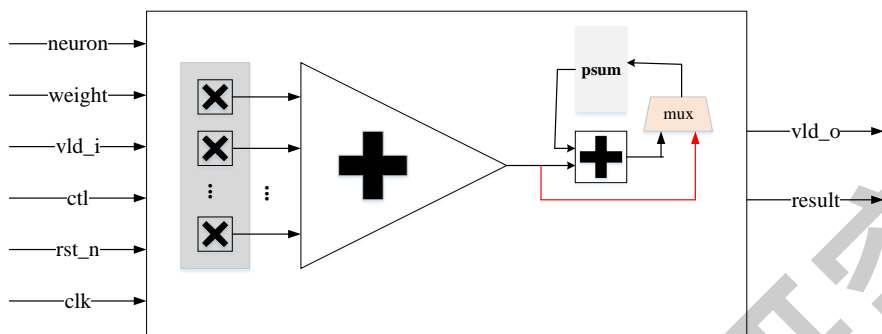 neuron
weight
vld_i
ctl
rst_n
clk
psum
mux
vld_o
result